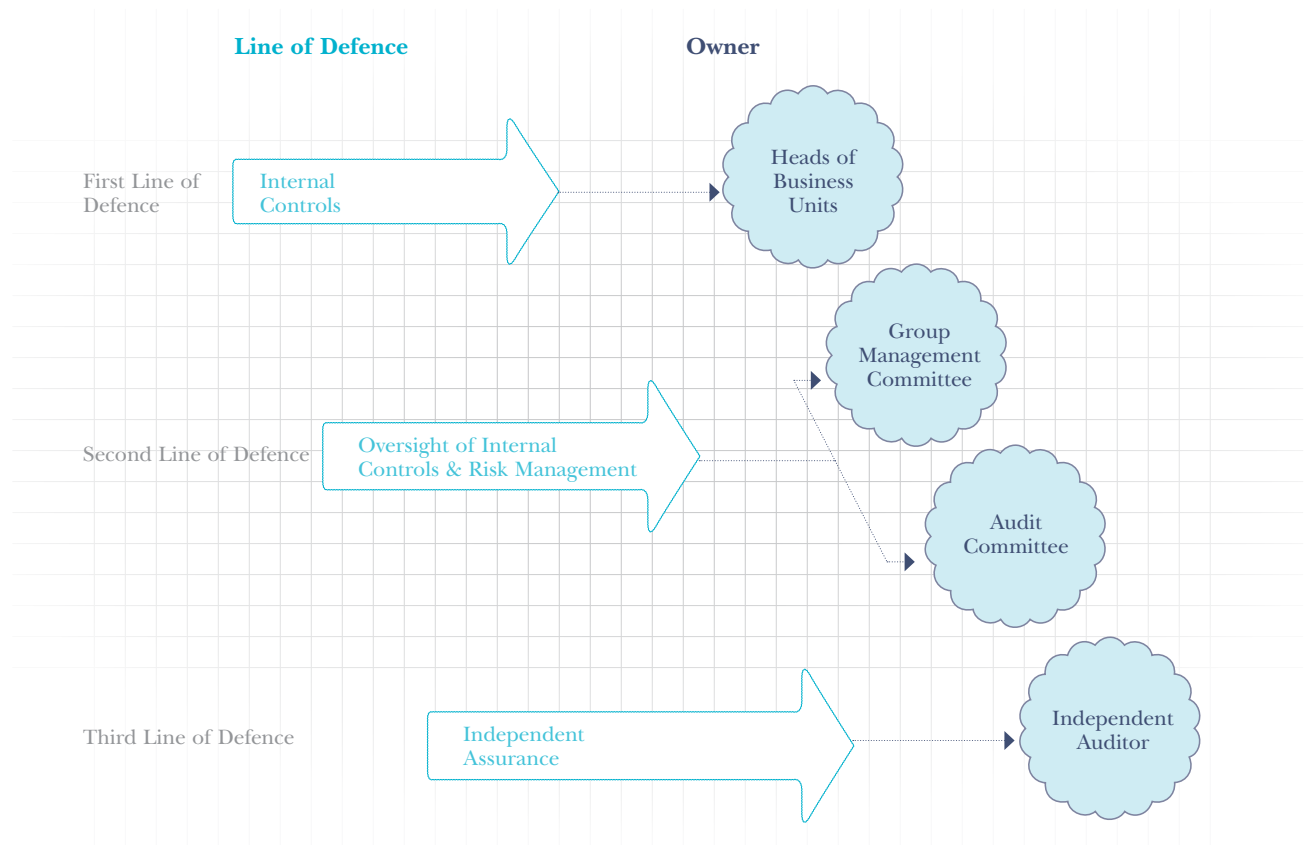 Line of Defence
Owner
First Line of
Defence
Internal
Controls
Heads of
Business
Units
Group
Management
Committee
Second Line of Defence
Oversight of Internal
Controls & Risk Management
Audit
Committee
Third Line of Defence
Independent
Assurance
Independent
Auditor